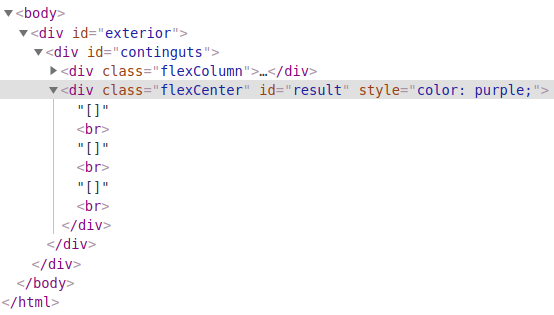 ▼<body>
▼<div id="exterior">
▼<div id="continguts">
▶<div class="flexColumn">…</div>
▼<div class="flexCenter" id="result" style="color: purple;">
"[]"
<br>
"[]"
<br>
"[]"
<br>
</div>
</div>
</div>
</body>
</html>